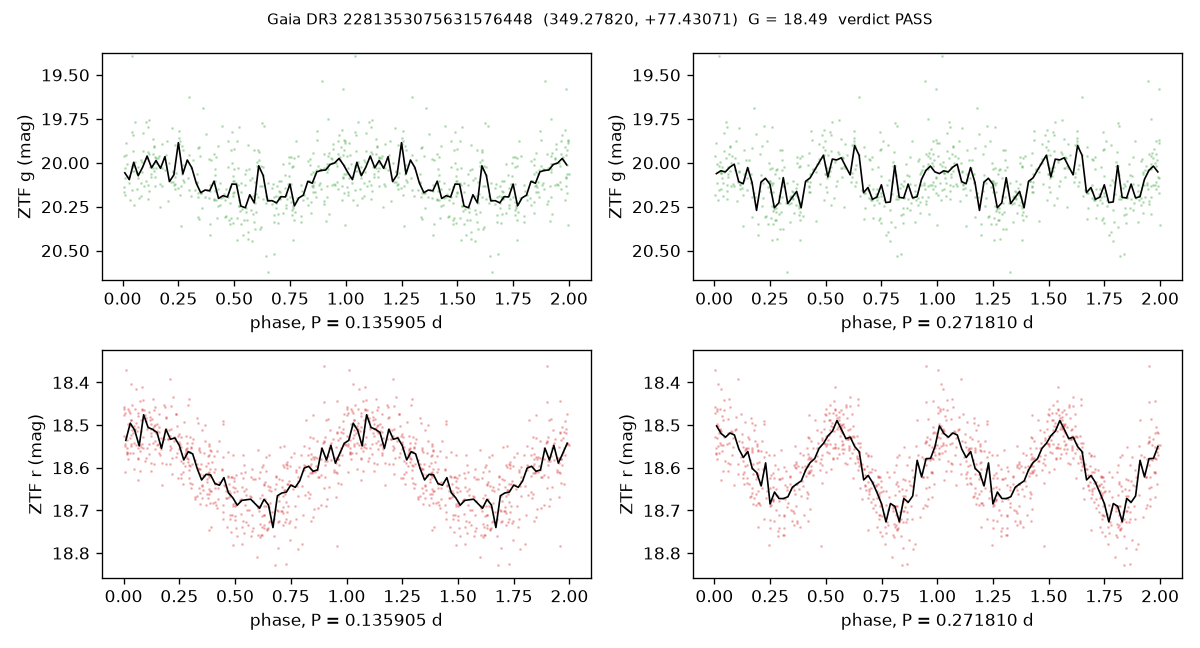 Gaia DR3 2281353075631576448 (349.27820, +77.43071) G = 18.49 verdict PASS
ZTF g (mag)
19.50
19.75
20.00
20.25
20.50
0.00 0.25 0.50 0.75 1.00 1.25 1.50 1.75 2.00
phase, P = 0.135905 d
ZTF g (mag)
19.50
19.75
20.00
20.25
20.50
0.00 0.25 0.50 0.75 1.00 1.25 1.50 1.75 2.00
phase, P = 0.271810 d
ZTF r (mag)
18.4
18.5
18.6
18.7
18.8
0.00 0.25 0.50 0.75 1.00 1.25 1.50 1.75 2.00
phase, P = 0.135905 d
ZTF r (mag)
18.4
18.5
18.6
18.7
18.8
0.00 0.25 0.50 0.75 1.00 1.25 1.50 1.75 2.00
phase, P = 0.271810 d